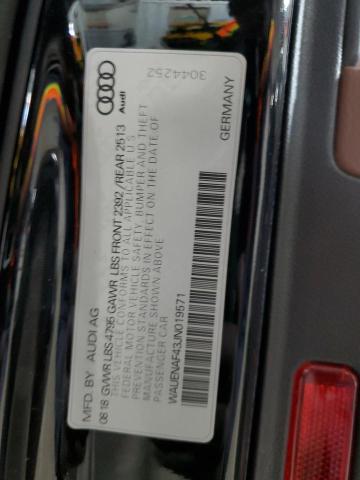 MFD. BY AUDI AG
08.18 GVWR LBS 4795 GAWR LBS FRONT 2392 /REAR 2513
THIS VEHICLE CONFORMS TO ALL APPLICABLE U.S.
FEDERAL MOTOR VEHICLE SAFETY, BUMPER AND THEFT
PREVENTION STANDARDS IN EFFECT ON THE DATE OF
MANUFACTURE SHOWN ABOVE
PASSENGER CAR
WAUENAF43JN019571
GERMANY
Audi
3044252